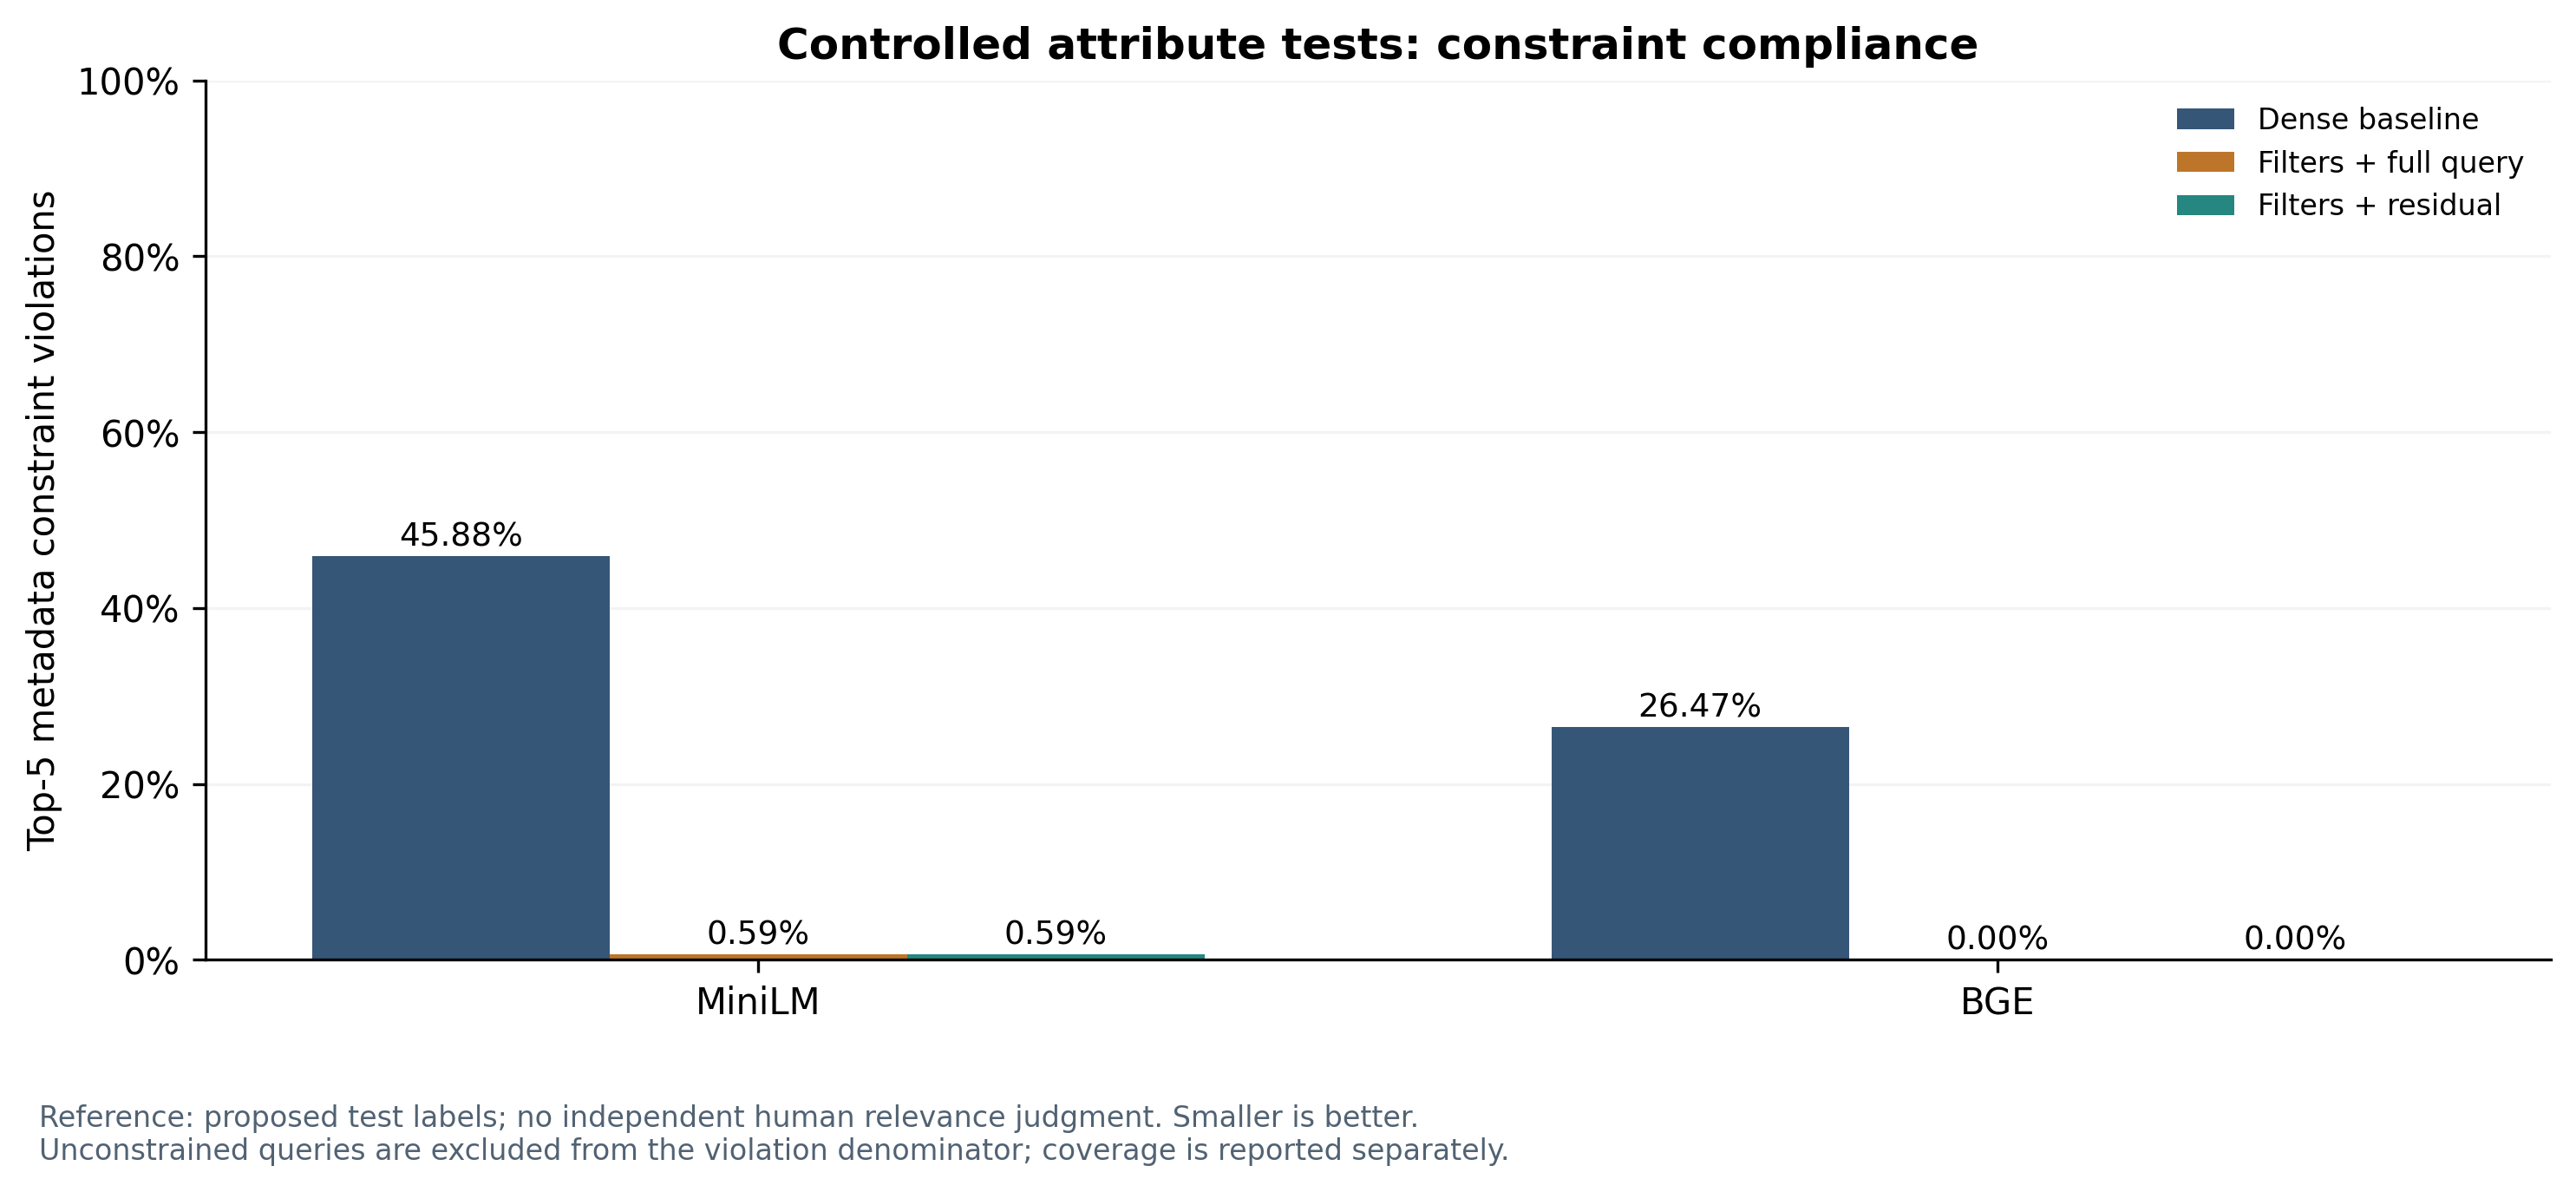 Controlled attribute tests: constraint compliance
Top-5 metadata constraint violations
100%
80%
60%
40%
20%
0%
Dense baseline
Filters + full query
Filters + residual
45.88%
0.59%
0.59%
26.47%
0.00%
0.00%
MiniLM
BGE
Reference: proposed test labels; no independent human relevance judgment. Smaller is better.
Unconstrained queries are excluded from the violation denominator; coverage is reported separately.